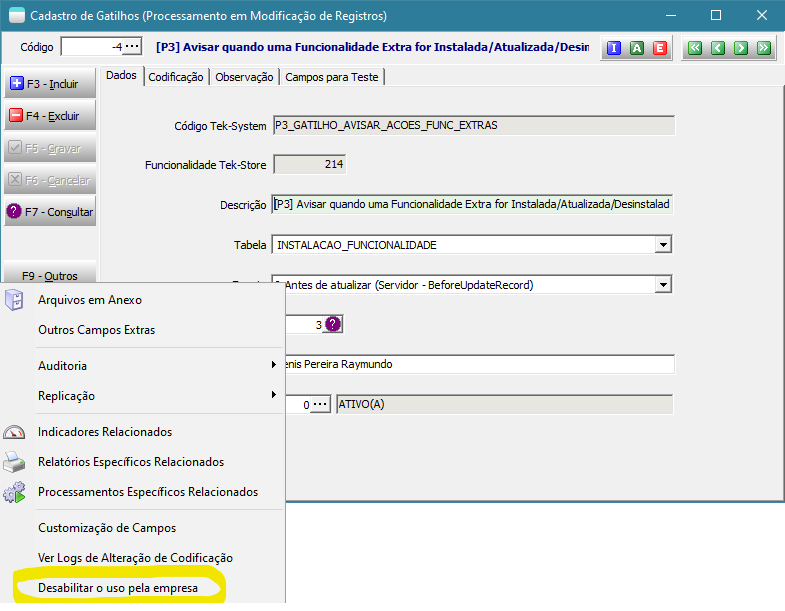 Cadastro de Gatilhos (Processamento em Modificação de Registros)
Código -4 ... [P3] Avisar quando uma Funcionalidade Extra for Instalada/Atualizada/Desin I A E
F3 - Incluir
F4 - Excluir
F5 - Gravar
F6 - Cancelar
? F7 - Consultar
F9 - Outros
Dados Codificação Observação Campos para Teste
Código Tek-System P3_GATILHO_AVISAR_ACOES_FUNC_EXTRAS
Funcionalidade Tek-Store 214
Descrição [P3] Avisar quando uma Funcionalidade Extra for Instalada/Atualizada/Desinstalad
Tabela INSTALACAO_FUNCIONALIDADE
Antes de atualizar (Servidor - BeforeUpdateRecord)
3 ?
enis Pereira Raymundo
0 ... ATIVO(A)
Arquivos em Anexo
Outros Campos Extras
Auditoria
Replicação
Indicadores Relacionados
Relatórios Específicos Relacionados
Processamentos Específicos Relacionados
Customização de Campos
Ver Logs de Alteração de Codificação
Desabilitar o uso pela empresa